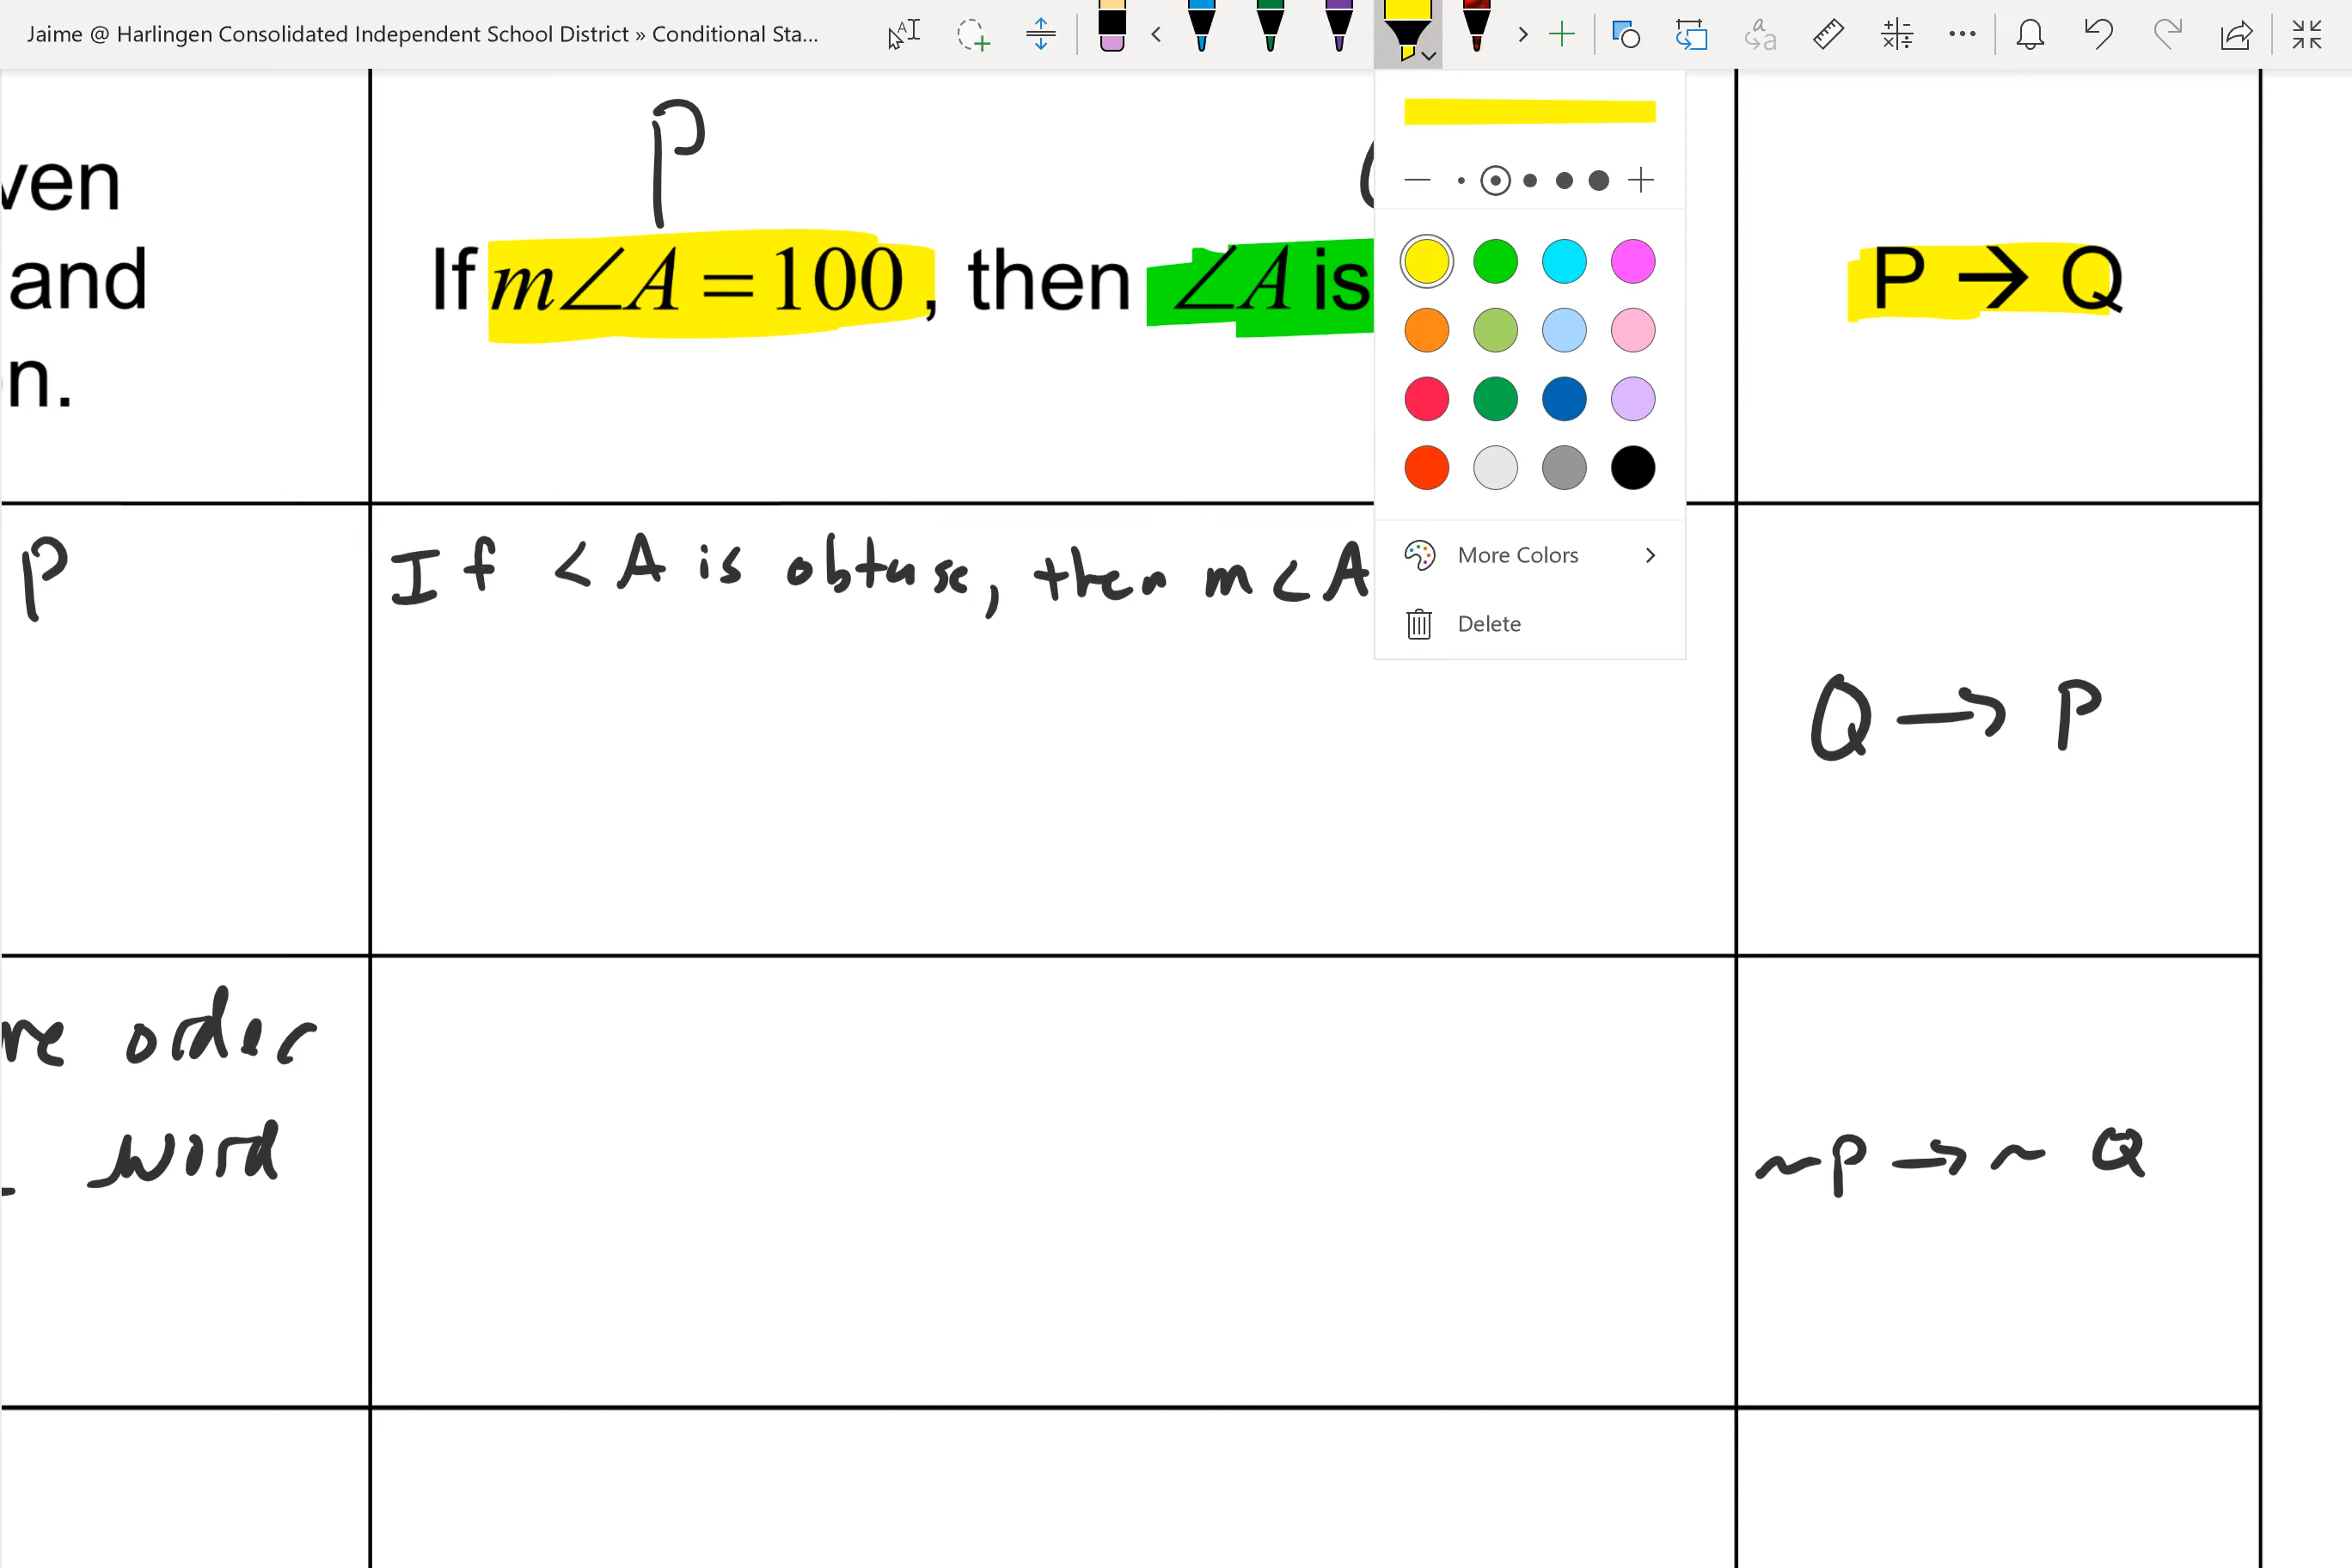 Jaime @ Harlingen Consolidated Independent School District » Conditional Sta...
P
ven
and
n.
If m∠A = 100, then ∠A is
P → Q
More Colors
Delete
P
If < A is obtuse, then m < A
Q → P
re order
word
~P → ~ Q